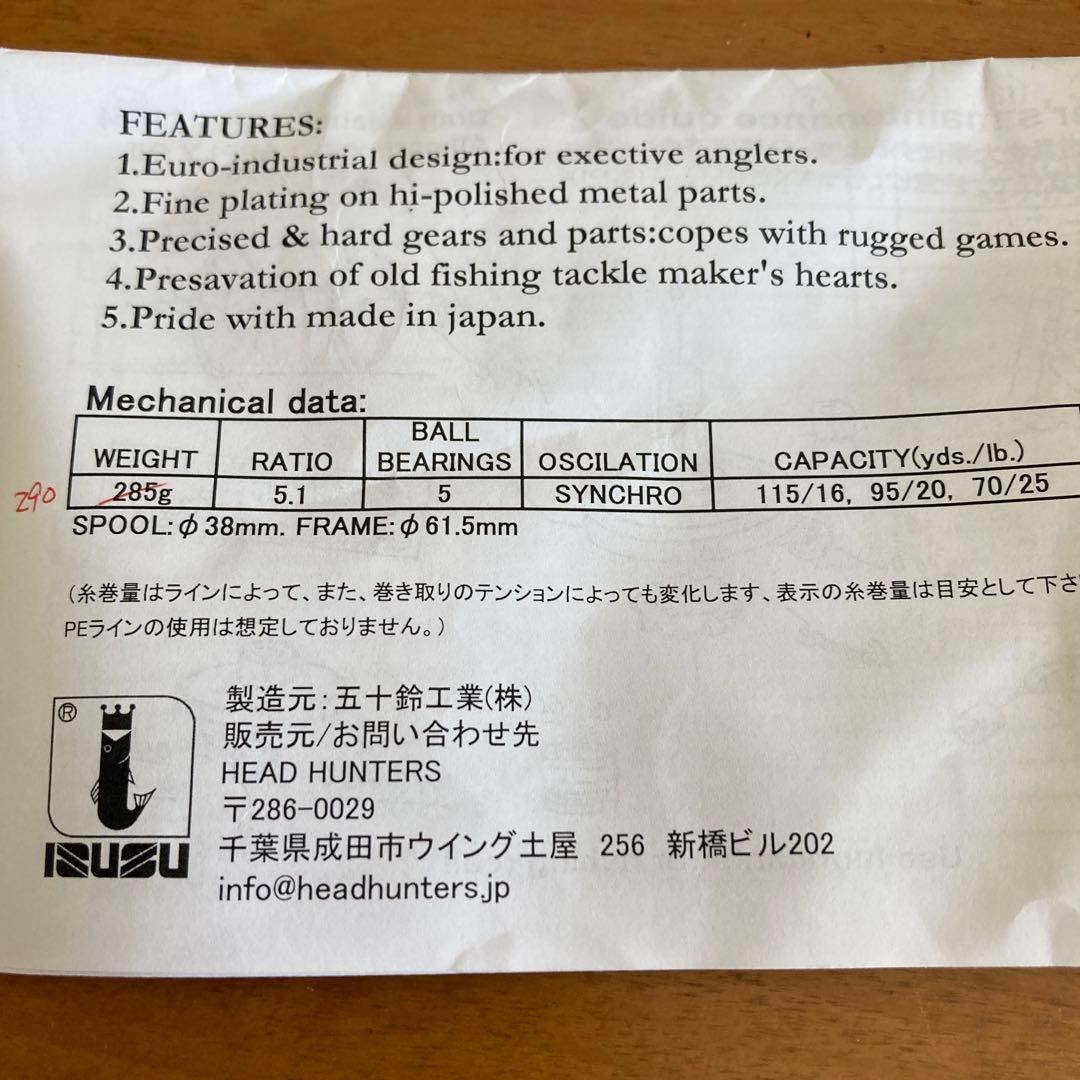 FEATURES:
1.Euro-industrial design:for exective anglers.
2.Fine plating on hi-polished metal parts.
3.Precised & hard gears and parts:copes with rugged games.
4.Presavation of old fishing tackle maker's hearts.
5.Pride with made in japan.
Mechanical data:
WEIGHT RATIO BALL BEARINGS OSCILATION CAPACITY(yds./lb.)
290 285g 5.1 5 SYNCHRO 115/16, 95/20, 70/25
SPOOL:φ38mm. FRAME:φ61.5mm
(糸巻量はラインによって、また、巻き取りのテンションによっても変化します、表示の糸巻量は目安として下さ
PEラインの使用は想定しておりません。)
製造元:五十鈴工業(株)
販売元/お問い合わせ先
HEAD HUNTERS
〒286-0029
千葉県成田市ウイング土屋 256 新橋ビル202
info@headhunters.jp
®
ISUZU